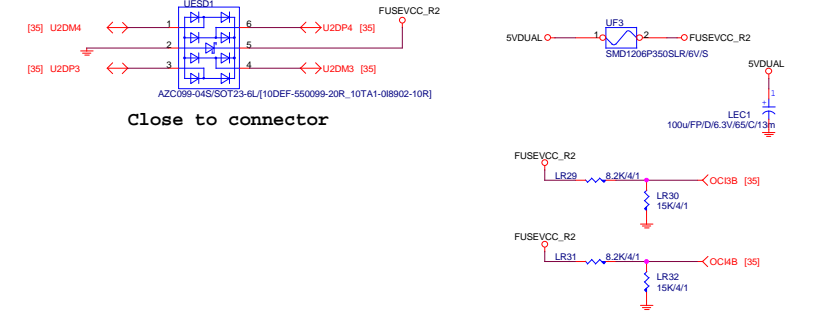 UESD1
[35] U2DM4
1
6
U2DP4 [35]
FUSEVCC_R2
2
5
[35] U2DP3
3
4
U2DM3 [35]
AZC099-04S/SOT23-6L/[10DEF-550099-20R_10TA1-0I8902-10R]
Close to connector
UF3
5VDUAL
1
2
FUSEVCC_R2
SMD1206P350SLR/6V/S
5VDUAL
1
+
LEC1
100u/FP/D/6.3V/65/C/13m
FUSEVCC_R2
LR29
8.2K/4/1
OCI3B [35]
LR30
15K/4/1
FUSEVCC_R2
LR31
8.2K/4/1
OCI4B [35]
LR32
15K/4/1